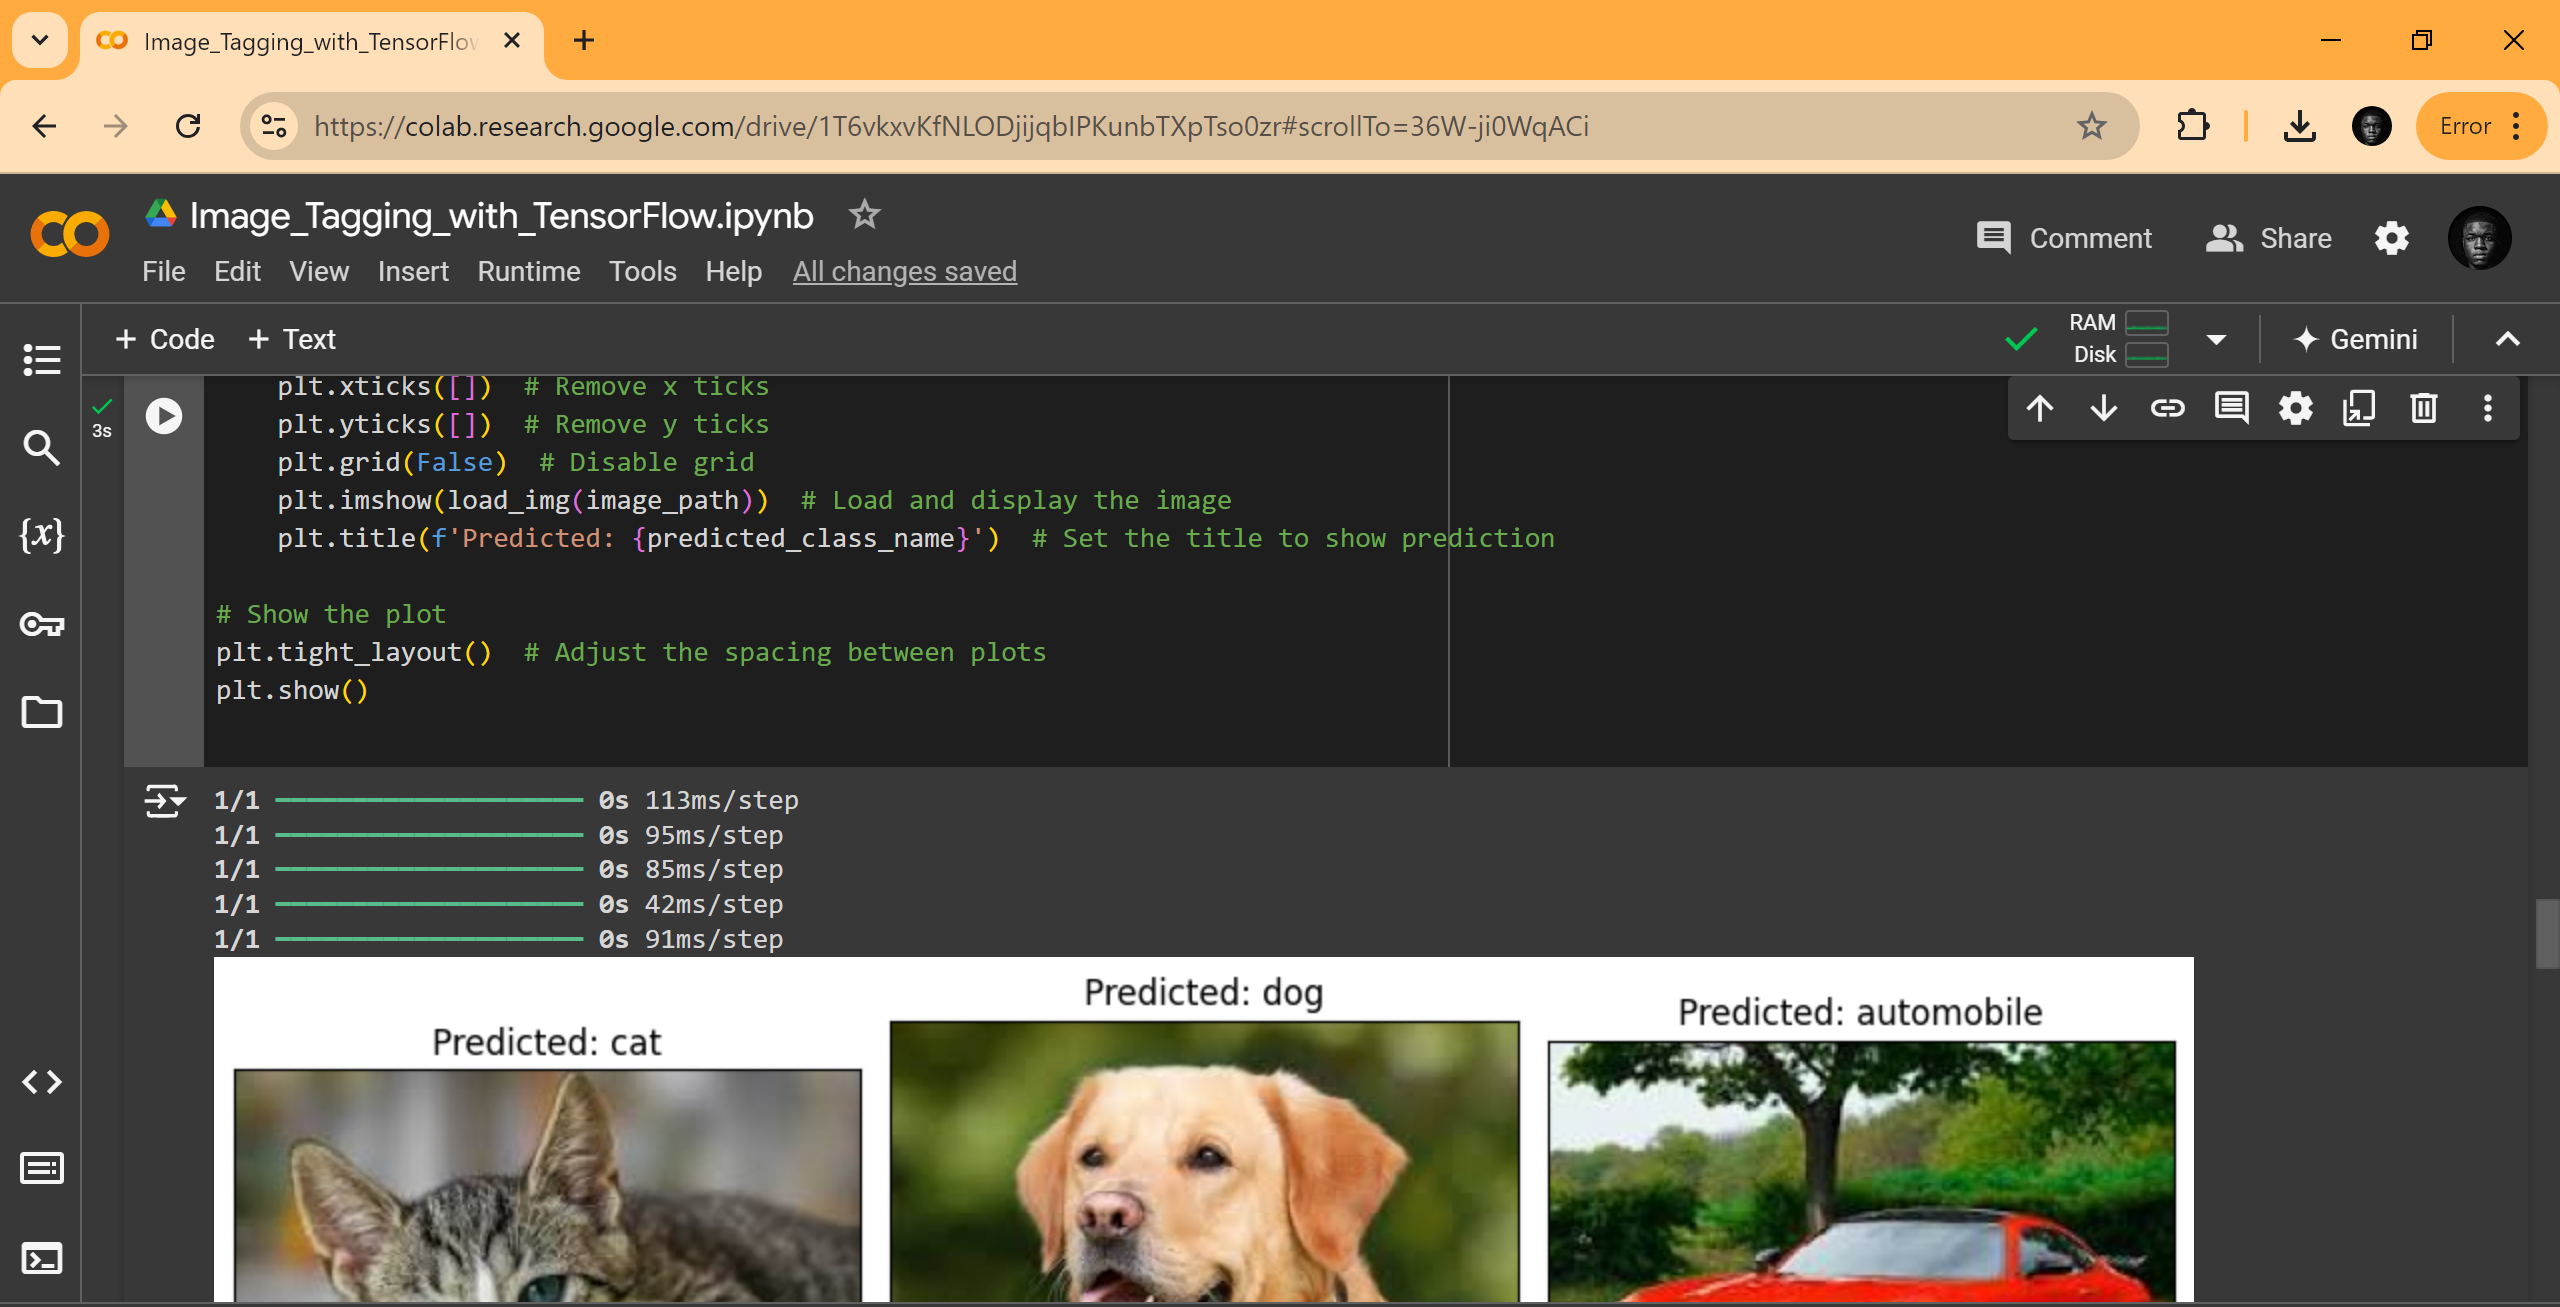 Image_Tagging_with_TensorFlow
https://colab.research.google.com/drive/1T6vkxvKfNLODjijqbIPKunbTXpTso0zr#scrollTo=36W-ji0WqACi
Error
Image_Tagging_with_TensorFlow.ipynb
File Edit View Insert Runtime Tools Help All changes saved
Comment Share
+ Code + Text
RAM
Disk
Gemini
3s
plt.xticks([])  # Remove x ticks
plt.yticks([])  # Remove y ticks
plt.grid(False)  # Disable grid
plt.imshow(load_img(image_path))  # Load and display the image
plt.title(f'Predicted: {predicted_class_name}')  # Set the title to show prediction
# Show the plot
plt.tight_layout()  # Adjust the spacing between plots
plt.show()
{x}
1/1 0s 113ms/step
1/1 0s 95ms/step
1/1 0s 85ms/step
1/1 0s 42ms/step
1/1 0s 91ms/step
Predicted: cat
Predicted: dog
Predicted: automobile